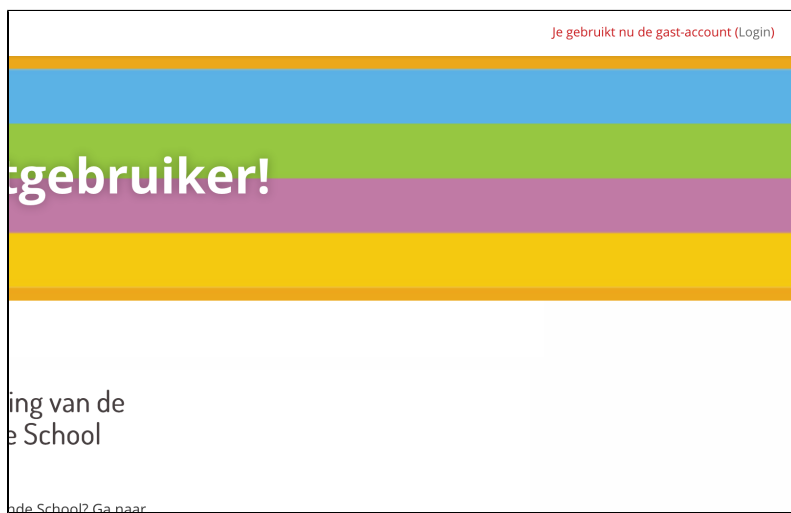 Je gebruikt nu de gast-account (Login)
tgebruiker!
ing van de
e School
nde School? Ga naar